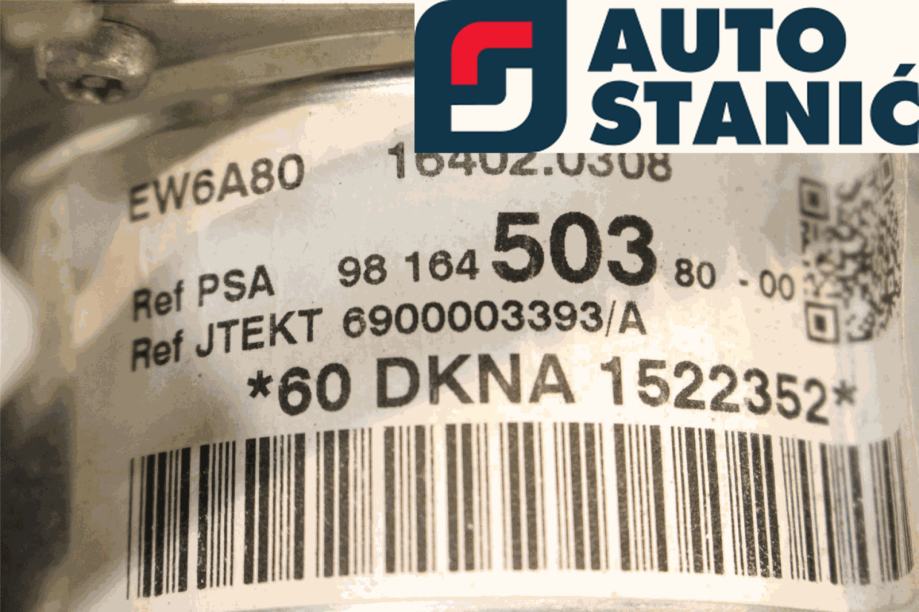 AUTO
STANIĆ
EW6A80 16402.0308
Ref PSA 98 164 503 80 - 00
Ref JTEKT 6900003393/A
*60 DKNA 1522352*